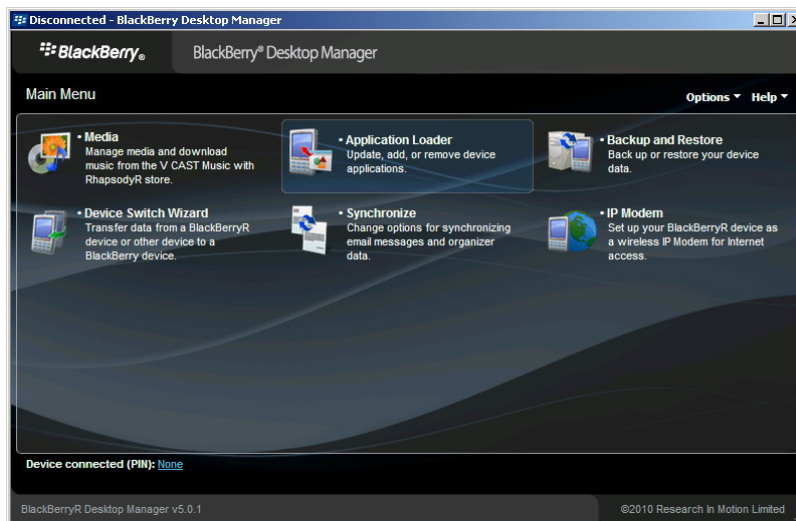 Disconnected - BlackBerry Desktop Manager
BlackBerry®
BlackBerry® Desktop Manager
Main Menu
Options
Help
• Media
Manage media and download
music from the V CAST Music with
RhapsodyR store.
• Application Loader
Update, add, or remove device
applications.
• Backup and Restore
Back up or restore your device
data.
• Device Switch Wizard
Transfer data from a BlackBerryR
device or other device to a
BlackBerry device.
• Synchronize
Change options for synchronizing
email messages and organizer
data.
• IP Modem
Set up your BlackBerryR device as
a wireless IP Modem for Internet
access.
Device connected (PIN): None
BlackBerryR Desktop Manager v5.0.1
©2010 Research In Motion Limited